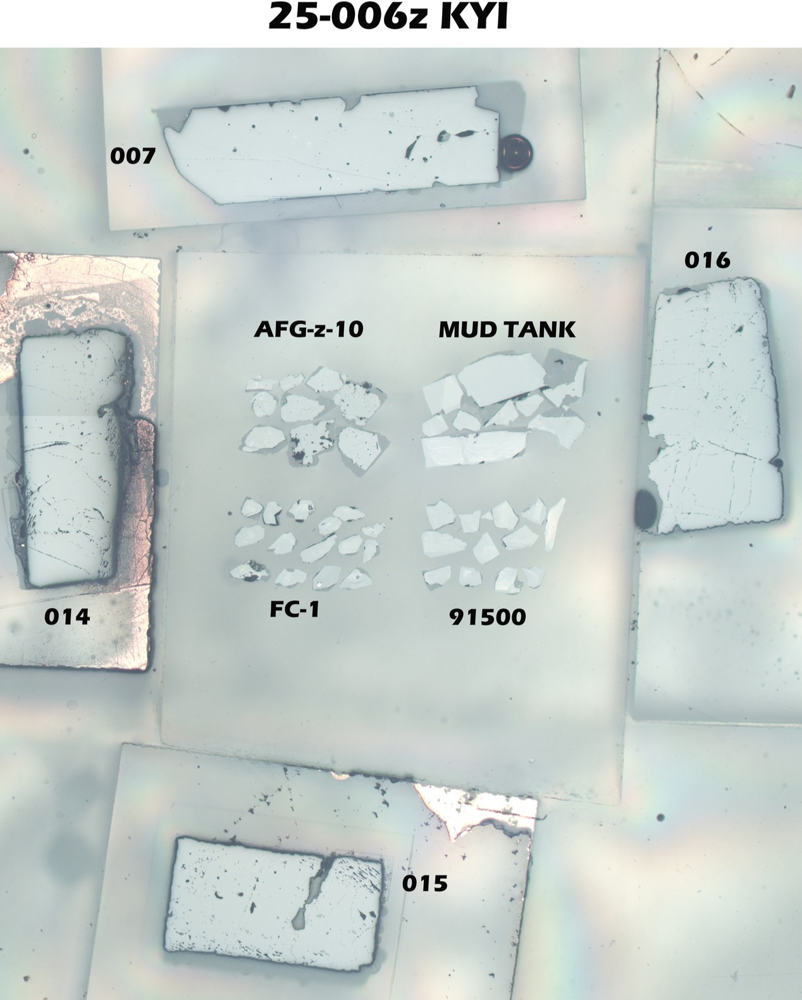 25-006z KYI
007
016
AFG-z-10
MUD TANK
014
FC-1
91500
015